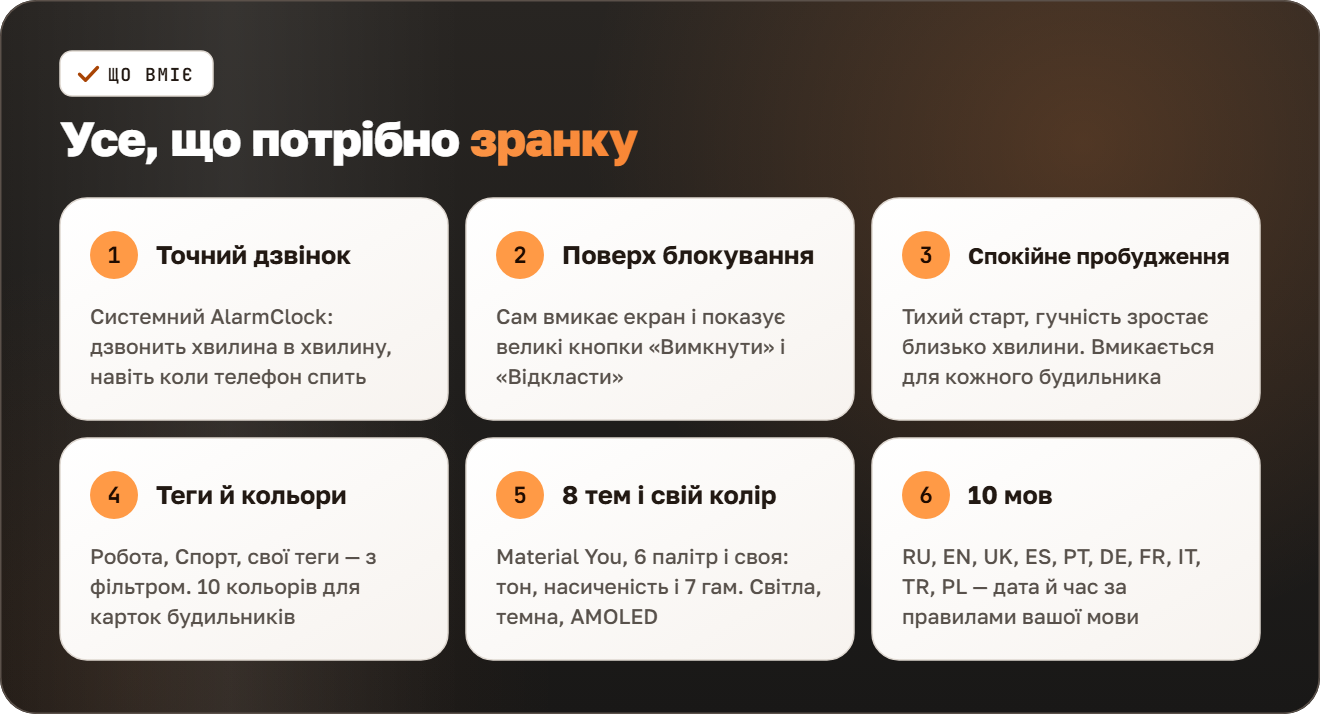 ЩО ВМІЄ
Усе, що потрібно зранку
1 Точний дзвінок
Системний AlarmClock:
дзвонить хвилина в хвилину,
навіть коли телефон спить
2 Поверх блокування
Сам вмикає екран і показує
великі кнопки «Вимкнути» і
«Відкласти»
3 Спокійне пробудження
Тихий старт, гучність зростає
близько хвилини. Вмикається
для кожного будильника
4 Теги й кольори
Робота, Спорт, свої теги — з
фільтром. 10 кольорів для
карток будильників
5 8 тем і свій колір
Material You, 6 палітр і своя:
тон, насиченість і 7 гам. Світла,
темна, AMOLED
6 10 мов
RU, EN, UK, ES, PT, DE, FR, IT,
TR, PL — дата й час за
правилами вашої мови